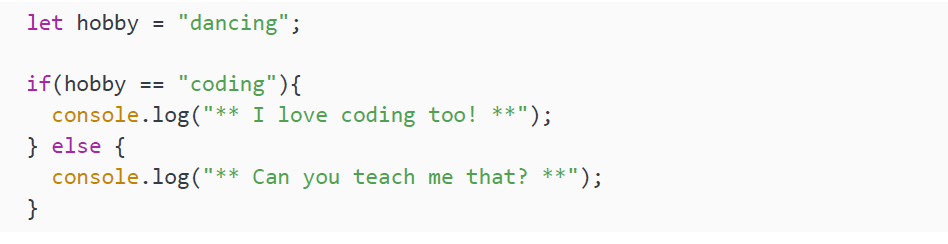 let hobby = "dancing";

if(hobby == "coding"){
  console.log("** I love coding too! **");
} else {
  console.log("** Can you teach me that? **");
}